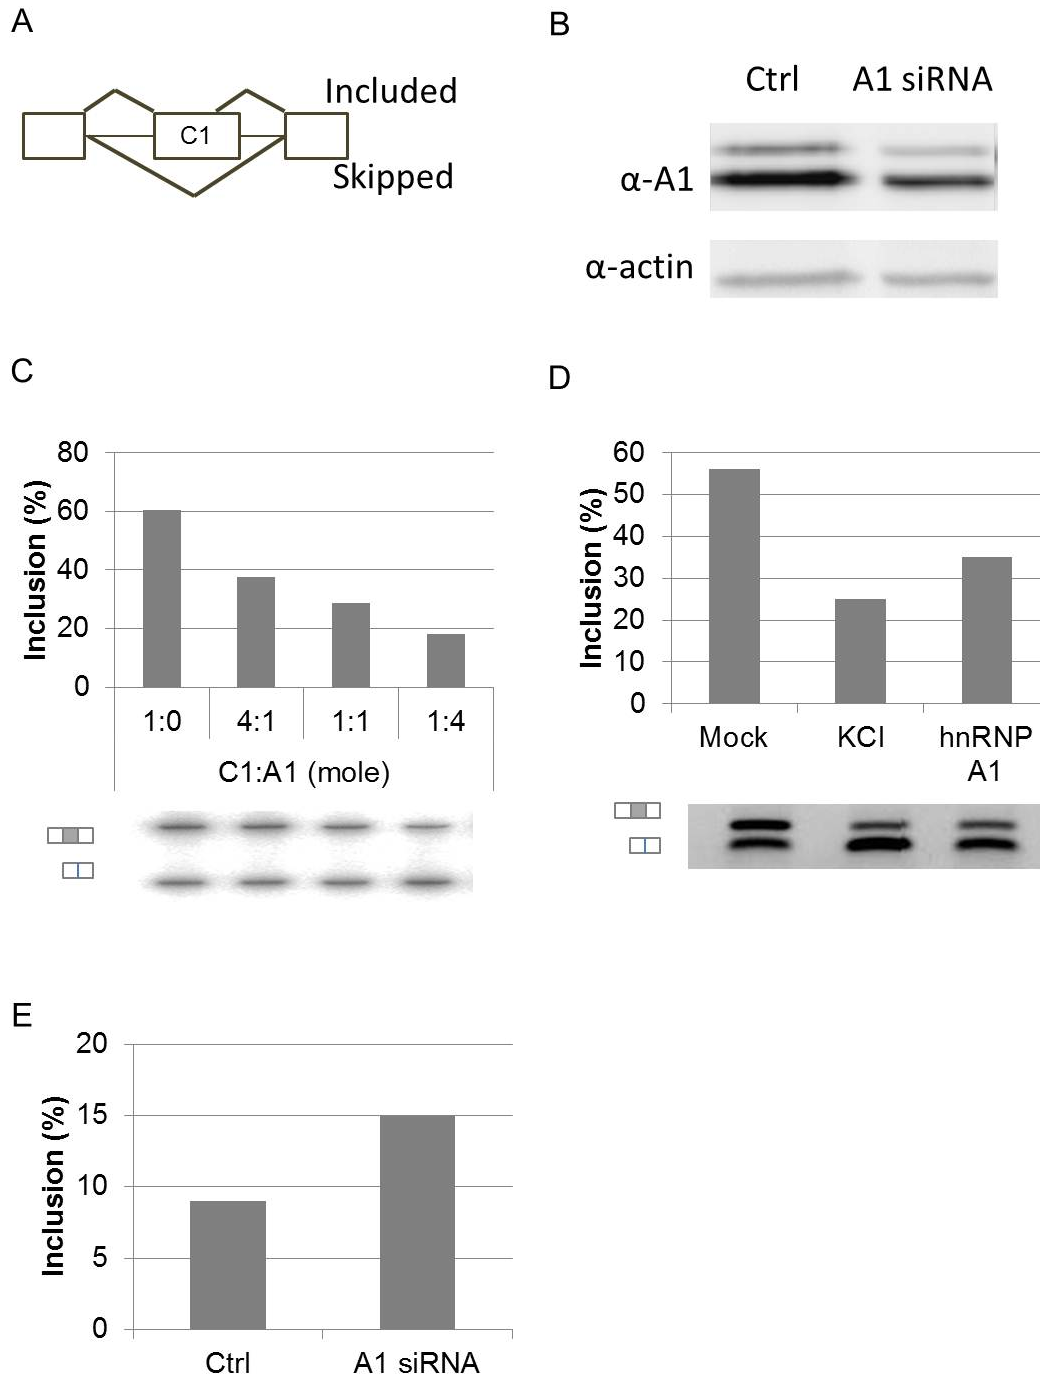 A
Included
C1
Skipped
B
Ctrl A1 siRNA
α-A1
α-actin
C
80
60
40
20
0
Inclusion (%)
1:0 4:1 1:1 1:4
C1:A1 (mole)
D
60
50
40
30
20
10
0
Inclusion (%)
Mock KCl hnRNP
A1
E
20
15
10
5
0
Inclusion (%)
Ctrl A1 siRNA